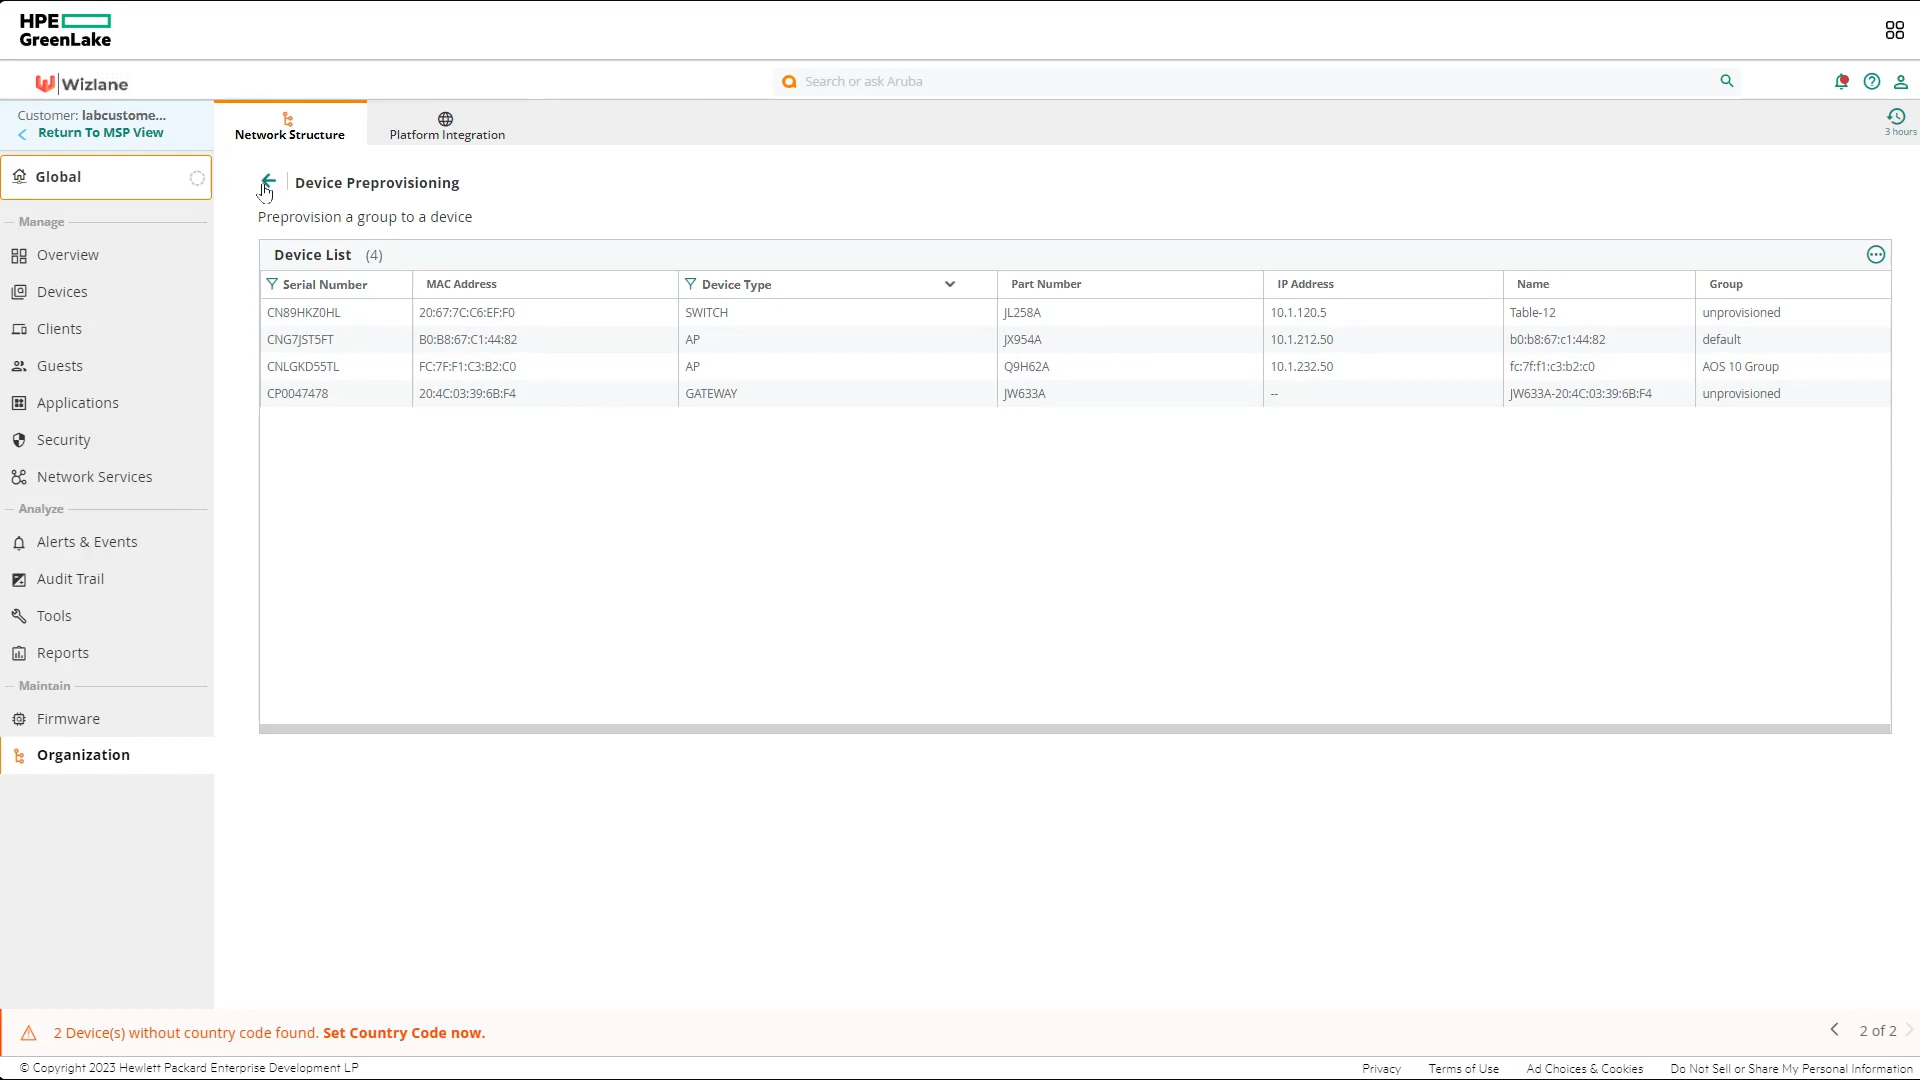 HPE
GreenLake
Wizlane
Search or ask Aruba
Customer: labcustome...
Return To MSP View
Network Structure
Platform Integration
3 hours
Global
Device Preprovisioning
Preprovision a group to a device
Manage
Overview
Devices
Clients
Guests
Applications
Security
Network Services
Analyze
Alerts & Events
Audit Trail
Tools
Reports
Maintain
Firmware
Organization
Device List (4)
Serial Number MAC Address Device Type Part Number IP Address Name Group
CN89HKZ0HL 20:67:7C:C6:EF:F0 SWITCH JL258A 10.1.120.5 Table-12 unprovisioned
CNG7JST5FT B0:B8:67:C1:44:82 AP JX954A 10.1.212.50 b0:b8:67:c1:44:82 default
CNLGKD55TL FC:7F:F1:C3:B2:C0 AP Q9H62A 10.1.232.50 fc:7f:f1:c3:b2:c0 AOS 10 Group
CP0047478 20:4C:03:39:6B:F4 GATEWAY JW633A -- JW633A-20:4C:03:39:6B:F4 unprovisioned
2 Device(s) without country code found. Set Country Code now.
2 of 2
© Copyright 2023 Hewlett Packard Enterprise Development LP
Privacy Terms of Use Ad Choices & Cookies Do Not Sell or Share My Personal Information